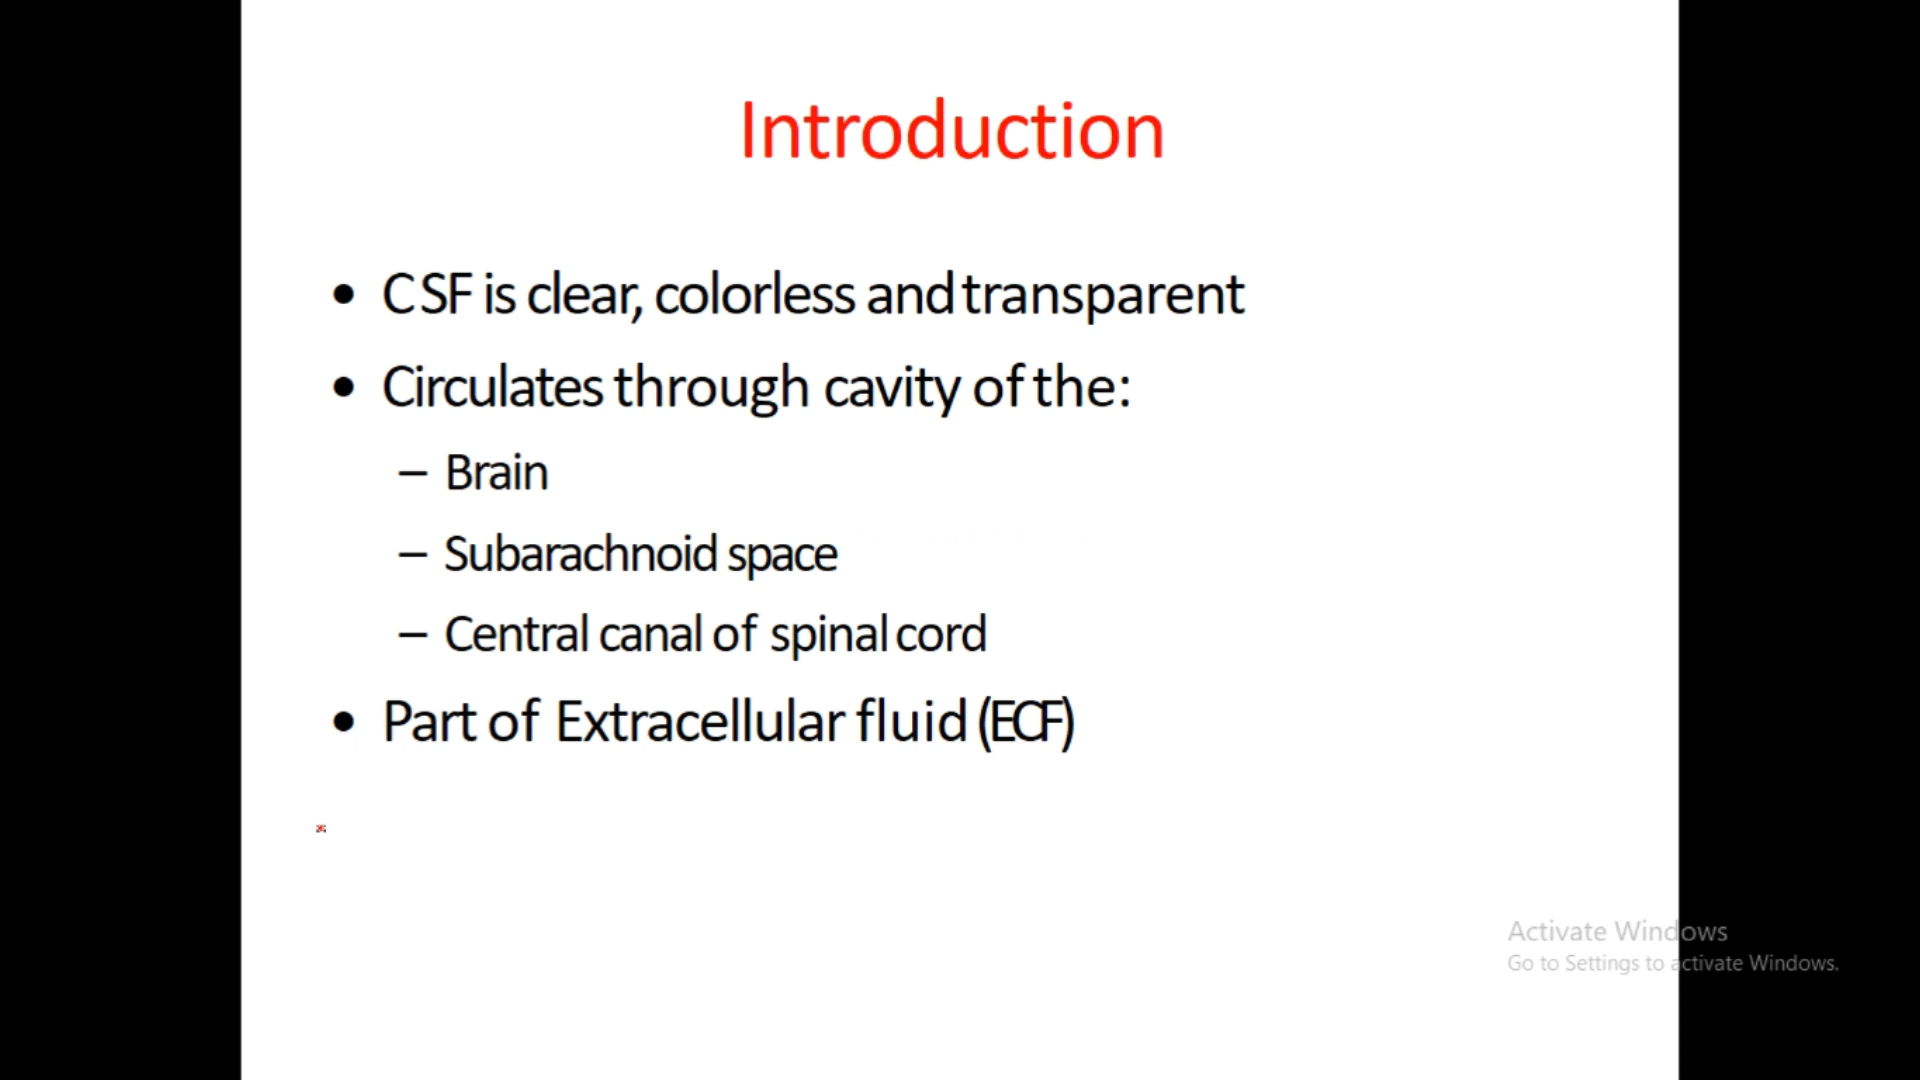 Introduction
• CSF is clear, colorless and transparent
• Circulates through cavity of the:
– Brain
– Subarachnoid space
– Central canal of spinal cord
• Part of Extracellular fluid (ECF)
Activate Windows
Go to Settings to activate Windows.